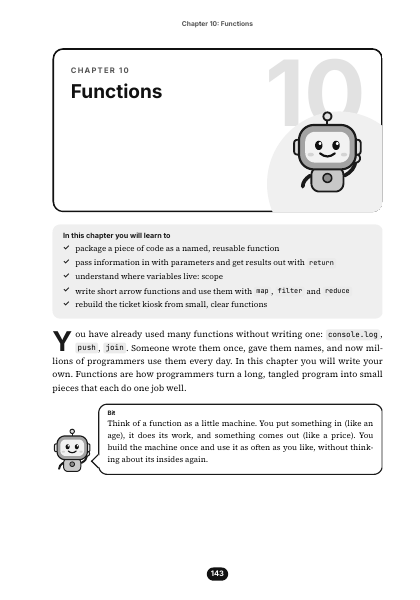 Chapter 10: Functions
10
CHAPTER 10
Functions
In this chapter you will learn to
✓ package a piece of code as a named, reusable function
✓ pass information in with parameters and get results out with return
✓ understand where variables live: scope
✓ write short arrow functions and use them with map, filter and reduce
✓ rebuild the ticket kiosk from small, clear functions
You have already used many functions without writing one: console.log,
push, join. Someone wrote them once, gave them names, and now mil-
lions of programmers use them every day. In this chapter you will write your
own. Functions are how programmers turn a long, tangled program into small
pieces that each do one job well.
Bit
Think of a function as a little machine. You put something in (like an
age), it does its work, and something comes out (like a price). You
build the machine once and use it as often as you like, without think-
ing about its insides again.
143